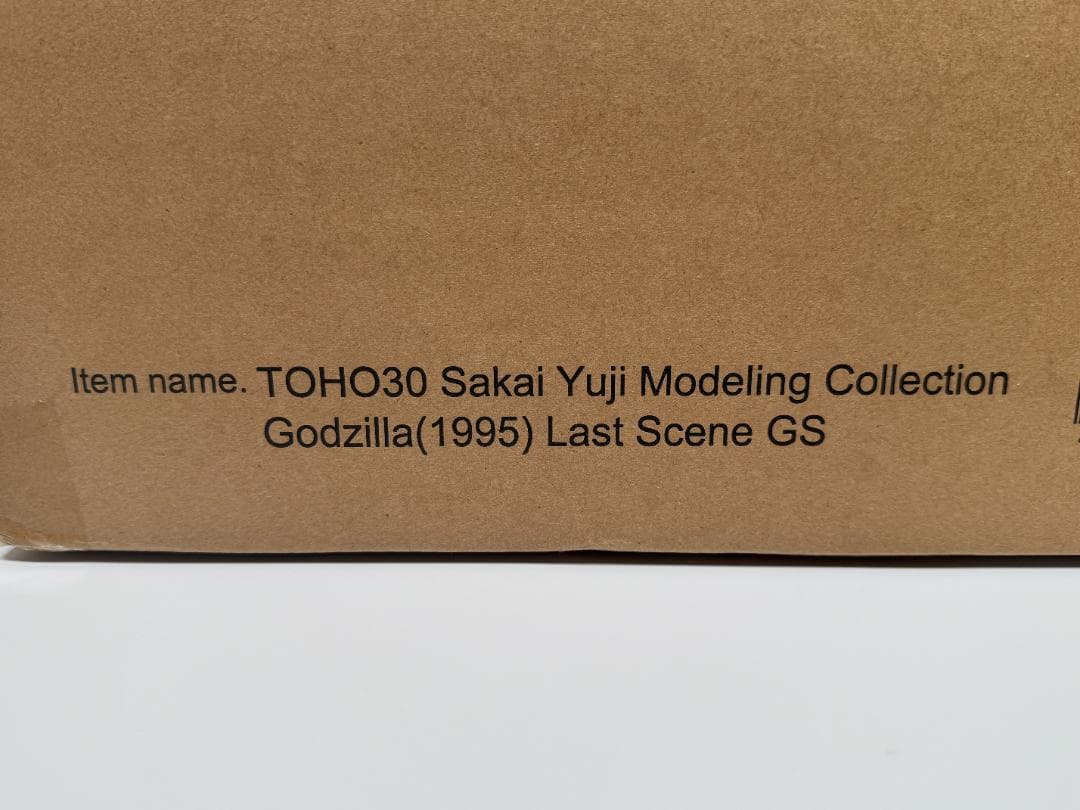 Item name. TOHO30 Sakai Yuji Modeling Collection
Godzilla(1995) Last Scene GS